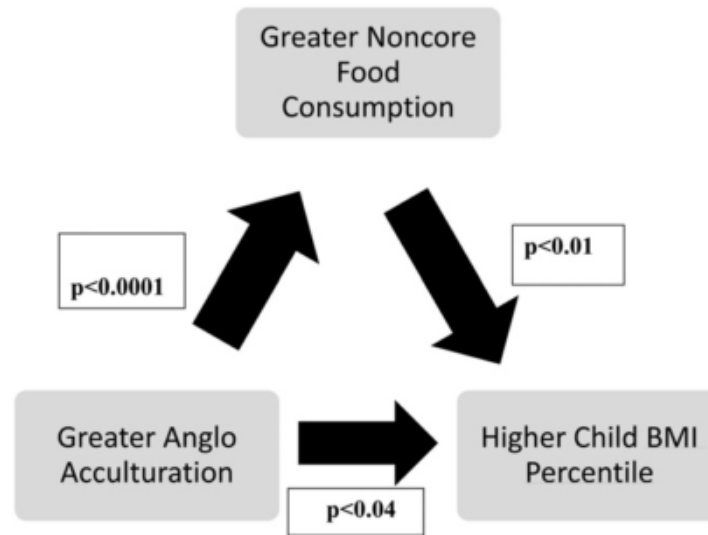 Greater Noncore
Food
Consumption
p<0.0001
p<0.01
Greater Anglo
Acculturation
Higher Child BMI
Percentile
p<0.04